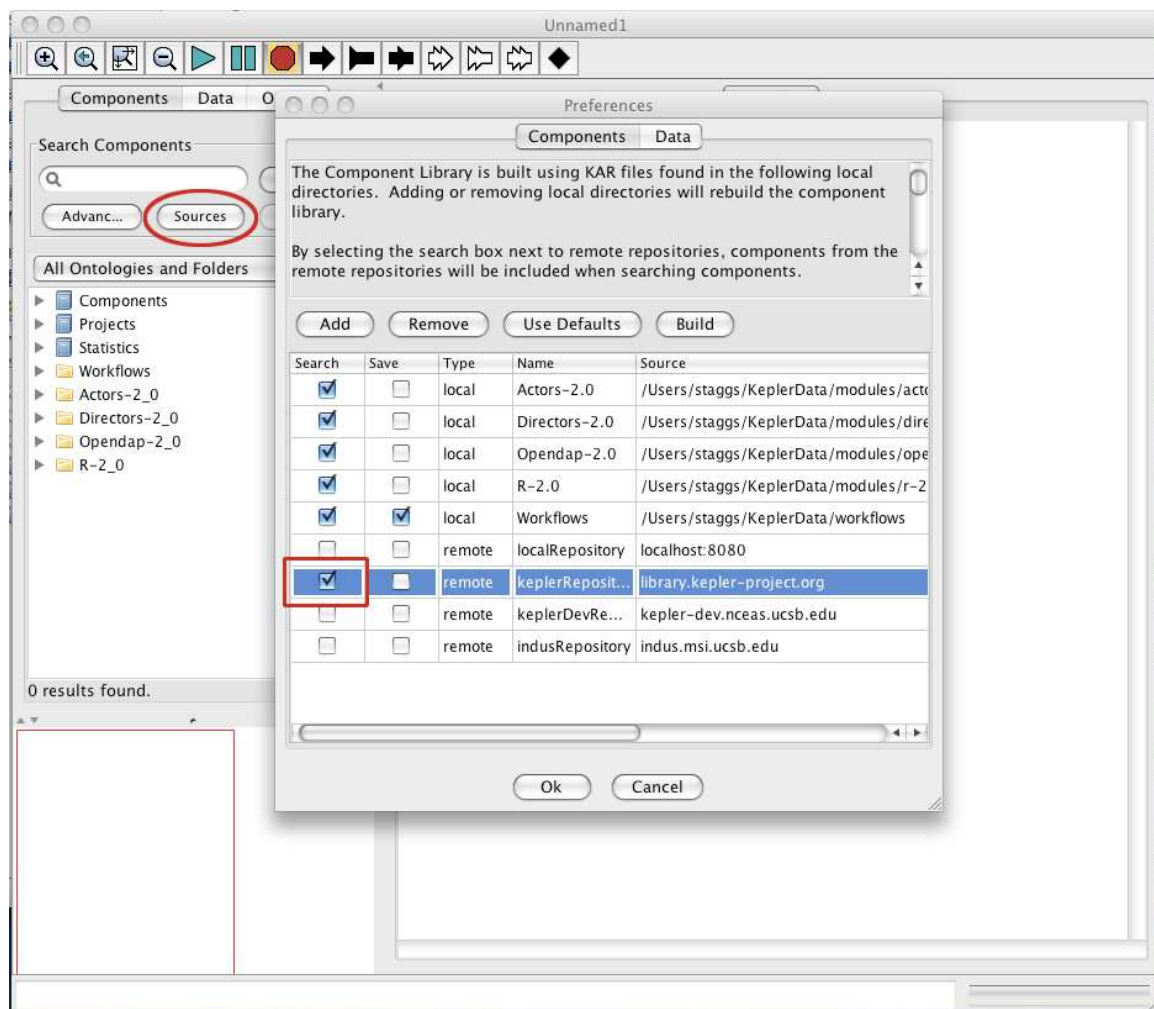 Unnamed1
Components Data O
Search Components
Advanc... Sources
All Ontologies and Folders
Components
Projects
Statistics
Workflows
Actors-2_0
Directors-2_0
Opendap-2_0
R-2_0
0 results found.
Preferences
Components Data
The Component Library is built using KAR files found in the following local
directories. Adding or removing local directories will rebuild the component
library.
By selecting the search box next to remote repositories, components from the
remote repositories will be included when searching components.
Add Remove Use Defaults Build
Search Save Type Name Source
local Actors-2.0 /Users/staggs/KeplerData/modules/acto
local Directors-2.0 /Users/staggs/KeplerData/modules/dire
local Opendap-2.0 /Users/staggs/KeplerData/modules/ope
local R-2.0 /Users/staggs/KeplerData/modules/r-2
local Workflows /Users/staggs/KeplerData/workflows
remote localRepository localhost:8080
remote keplerReposit... library.kepler-project.org
remote keplerDevRe... kepler-dev.nceas.ucsb.edu
remote indusRepository indus.msi.ucsb.edu
Ok Cancel